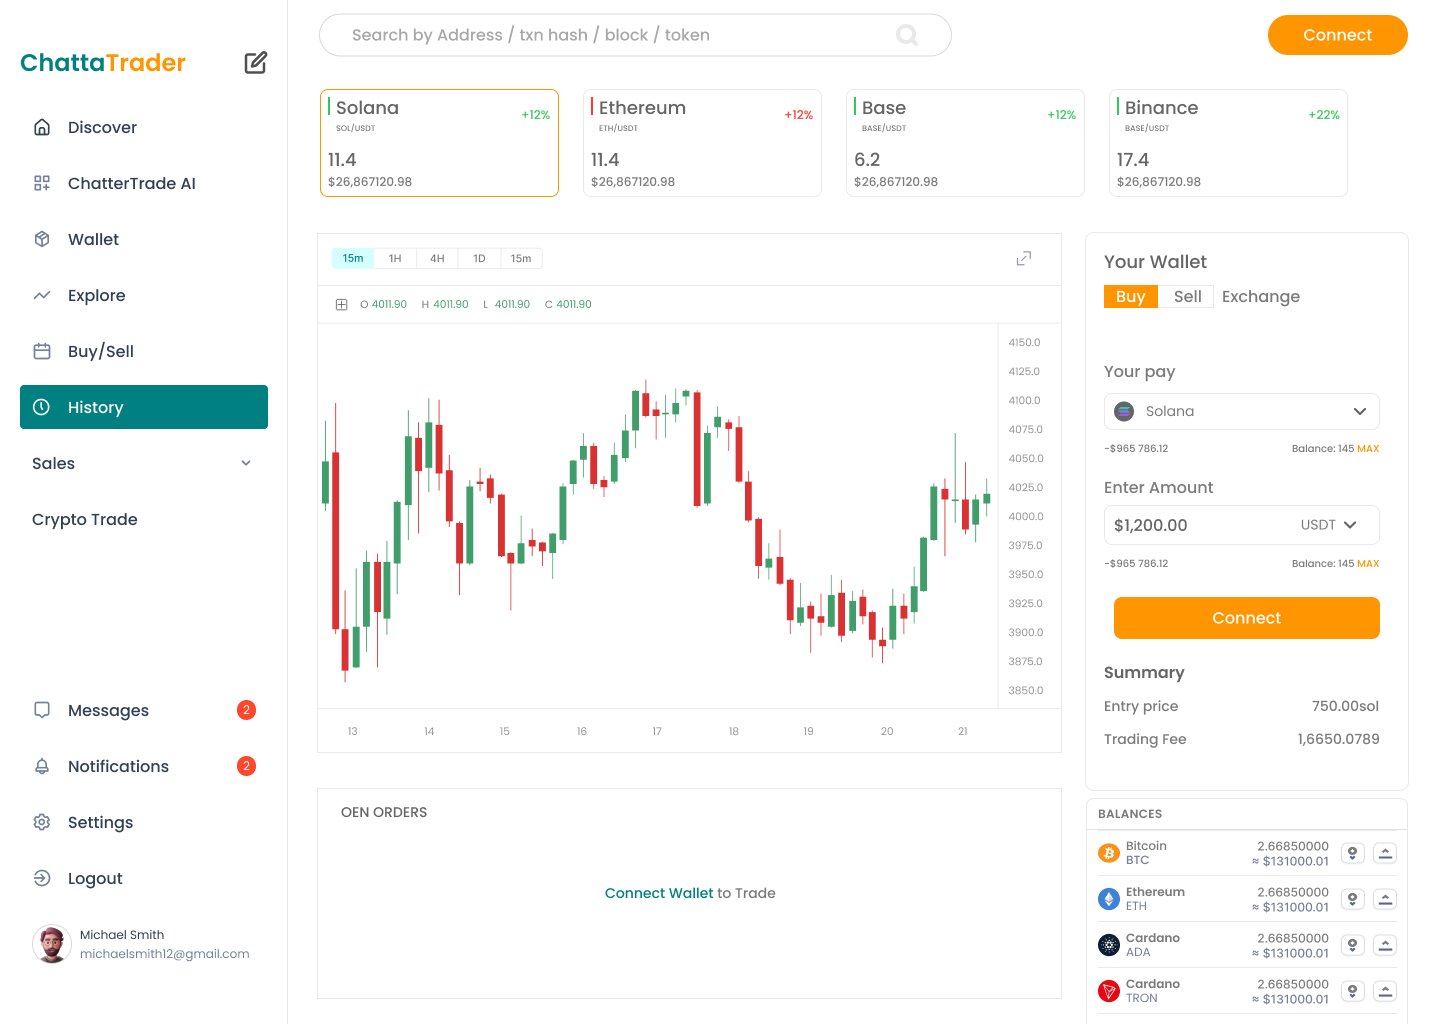 ChattaTrader
Discover
ChatterTrade AI
Wallet
Explore
Buy/Sell
History
Sales
Crypto Trade
Messages 2
Notifications 2
Settings
Logout
Michael Smith
michaelsmith12@gmail.com
Search by Address / txn hash / block / token
Connect
Solana +12%
SOL/USDT
11.4
$26,867120.98
Ethereum +12%
ETH/USDT
11.4
$26,867120.98
Base +12%
BASE/USDT
6.2
$26,867120.98
Binance +22%
BASE/USDT
17.4
$26,867120.98
15m 1H 4H 1D 15m
O 4011.90 H 4011.90 L 4011.90 C 4011.90
4150.0
4125.0
4100.0
4075.0
4050.0
4025.0
4000.0
3975.0
3950.0
3925.0
3900.0
3875.0
3850.0
13 14 15 16 17 18 19 20 21
OEN ORDERS
Connect Wallet to Trade
Your Wallet
Buy Sell Exchange
Your pay
Solana
-$965 786.12 Balance: 145 MAX
Enter Amount
$1,200.00 USDT
-$965 786.12 Balance: 145 MAX
Connect
Summary
Entry price 750.00sol
Trading Fee 1,6650.0789
BALANCES
Bitcoin 2.66850000
BTC ≈ $131000.01
Ethereum 2.66850000
ETH ≈ $131000.01
Cardano 2.66850000
ADA ≈ $131000.01
Cardano 2.66850000
TRON ≈ $131000.01